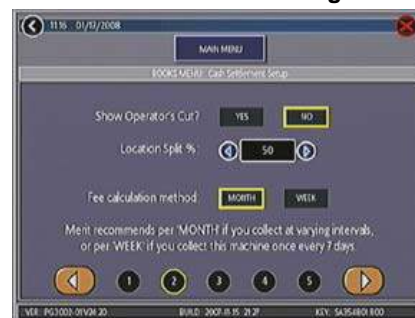 11:16 01/17/2008
MAIN MENU
BOOKS MENU: Cash Settlement Setup
Show Operator's Cut? YES NO
Location Split %: 50
Fee calculation method: MONTH WEEK
Merit recommends per 'MONTH' if you collect at varying intervals,
or per 'WEEK' if you collect this machine once every 7 days.
1 2 3 4 5
BUILD 2007-11-15 21:27